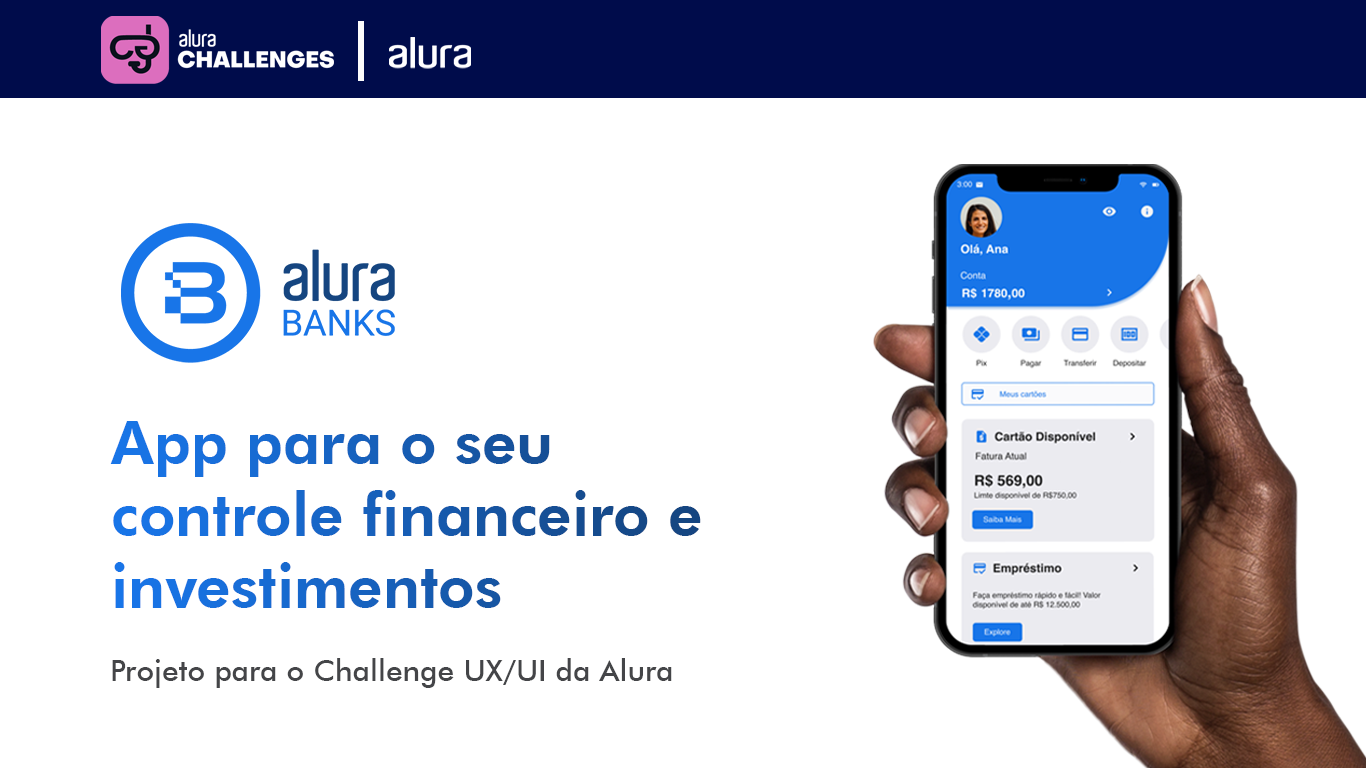 alura
CHALLENGES
alura
alura
BANKS
App para o seu
controle financeiro e
investimentos
Projeto para o Challenge UX/UI da Alura
3:00
Olá, Ana
Conta
R$ 1780,00
Pix Pagar Transferir Depositar
Meus cartões
Cartão Disponível
Fatura Atual
R$ 569,00
Limte disponível de R$750,00
Saiba Mais
Empréstimo
Faça empréstimo rápido e fácil! Valor
disponível de até R$ 12.500,00
Explore